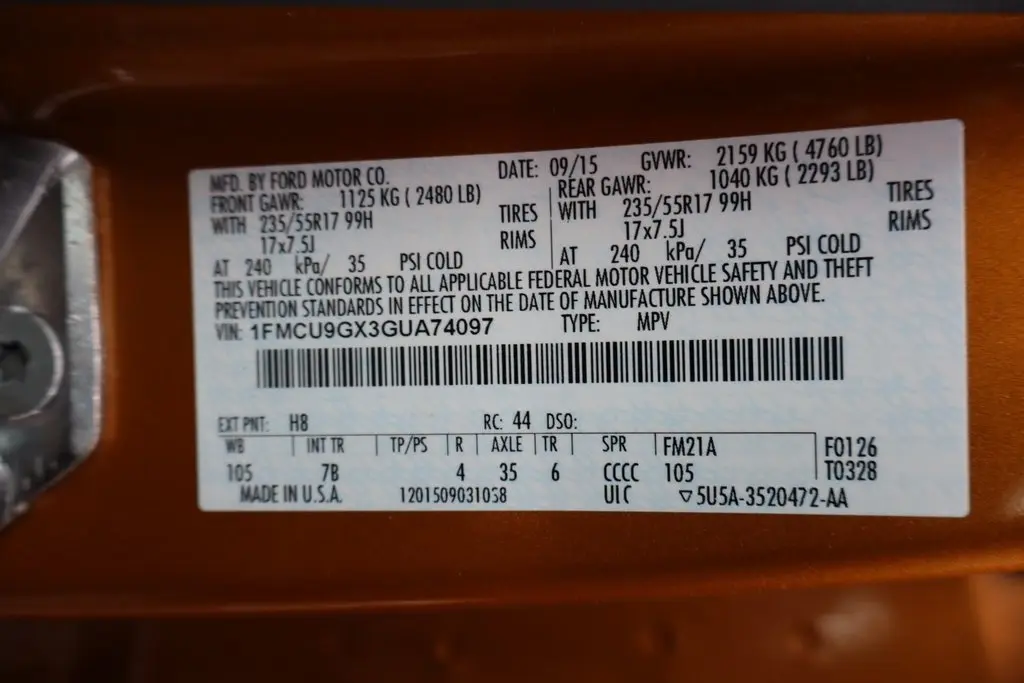 MFD. BY FORD MOTOR CO. DATE: 09/15 GVWR: 2159 KG ( 4760 LB)
FRONT GAWR: 1125 KG ( 2480 LB) REAR GAWR: 1040 KG ( 2293 LB)
WITH 235/55R17 99H TIRES WITH 235/55R17 99H TIRES
17x7.5J RIMS 17x7.5J RIMS
AT 240 kPa/ 35 PSI COLD AT 240 kPa/ 35 PSI COLD
THIS VEHICLE CONFORMS TO ALL APPLICABLE FEDERAL MOTOR VEHICLE SAFETY AND THEFT
PREVENTION STANDARDS IN EFFECT ON THE DATE OF MANUFACTURE SHOWN ABOVE.
VIN: 1FMCU9GX3GUA74097 TYPE: MPV
EXT PNT: H8 RC: 44 DSO:
WB INT TR TP/PS R AXLE TR SPR FM21A F0126
105 7B 4 35 6 CCCC 105 T0328
MADE IN U.S.A. 1201509031058 UIC ▽5U5A-3520472-AA